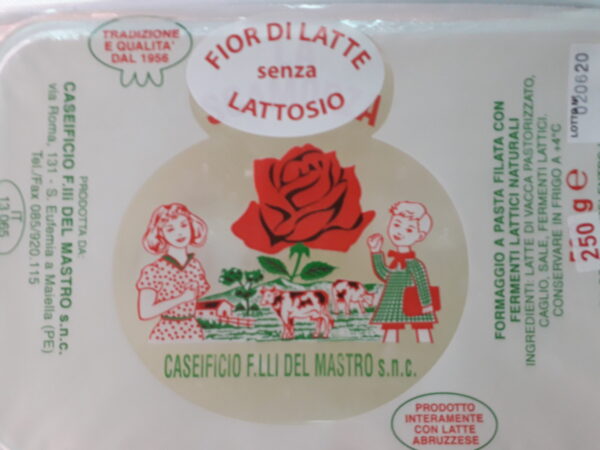 TRADIZIONE
E QUALITA'
DAL 1956
FIOR DI LATTE
senza
LATTOSIO
PRODOTTA DA:
CASEIFICIO F.lli DEL MASTRO s.n.c.
via Roma, 131 - S. Eufemia a Maiella (PE)
Tel./Fax 085/920.115
IT
13 065
CASEIFICIO F.LLI DEL MASTRO s.n.c.
FORMAGGIO A PASTA FILATA CON
FERMENTI LATTICI NATURALI
INGREDIENTI: LATTE DI VACCA PASTORIZZATO,
CAGLIO, SALE, FERMENTI LATTICI.
CONSERVARE IN FRIGO A +4°C
250 g e
LOTTO N°
020620
PRODOTTO
INTERAMENTE
CON LATTE
ABRUZZESE